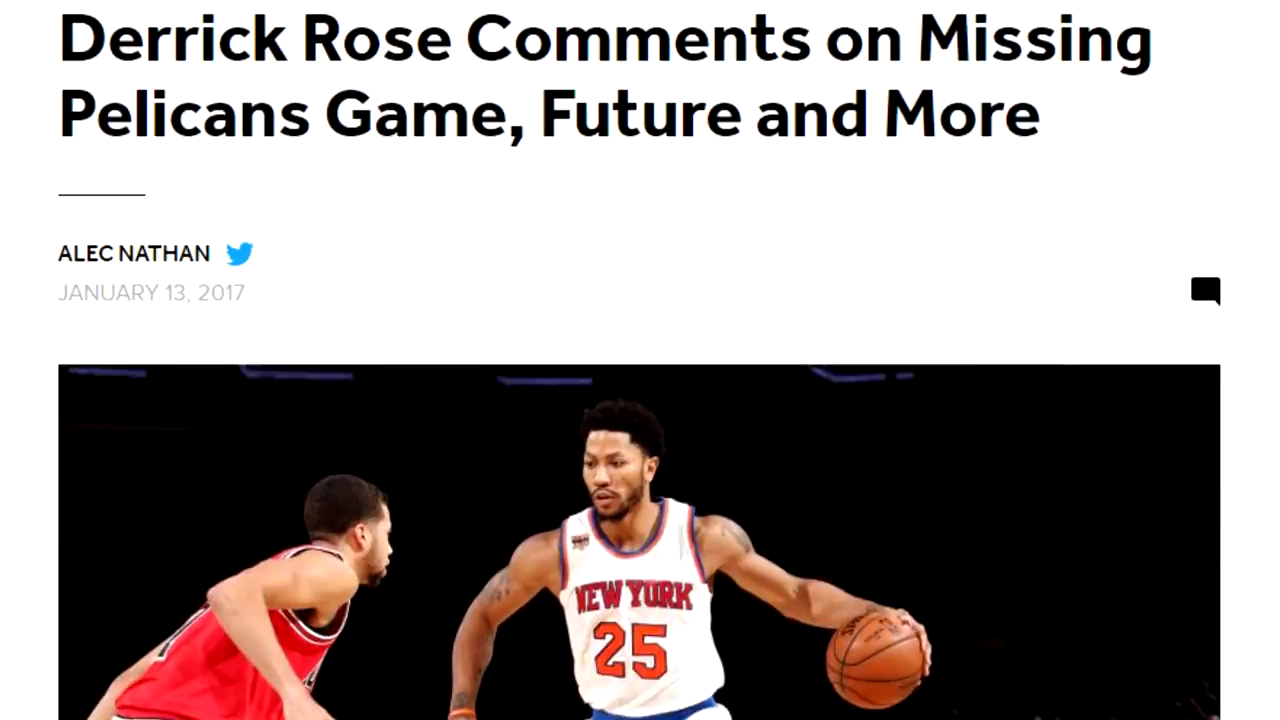 Derrick Rose Comments on Missing
Pelicans Game, Future and More
ALEC NATHAN
JANUARY 13, 2017
NEW YORK
25